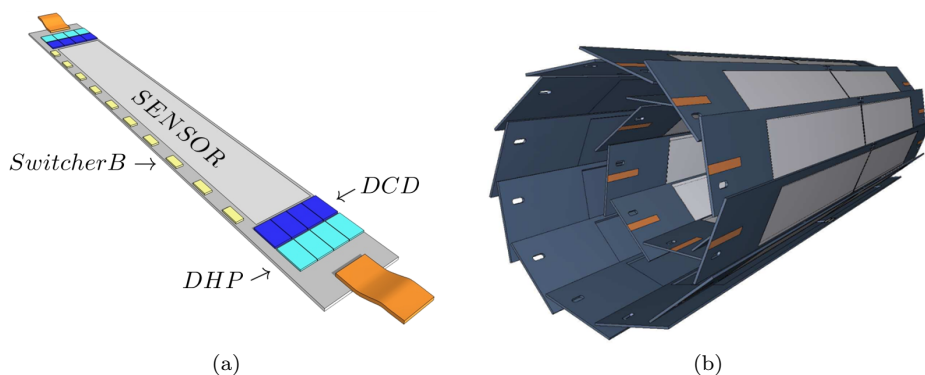 SENSOR
SwitcherB →
← DCD
DHP
(a)
(b)